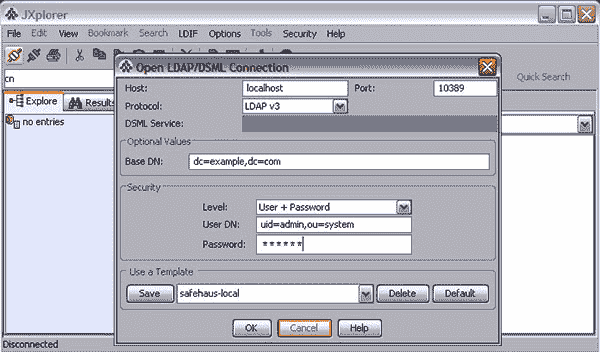 JXplorer
File Edit View Bookmark Search LDIF Options Tools Security Help
cn
Quick Search
Explore Results
no entries
Open LDAP/DSML Connection
Host: localhost Port: 10389
Protocol: LDAP v3
DSML Service:
Optional Values
Base DN: dc=example,dc=com
Security
Level: User + Password
User DN: uid=admin,ou=system
Password: ******
Use a Template
Save safehaus-local Delete Default
OK Cancel Help
Disconnected